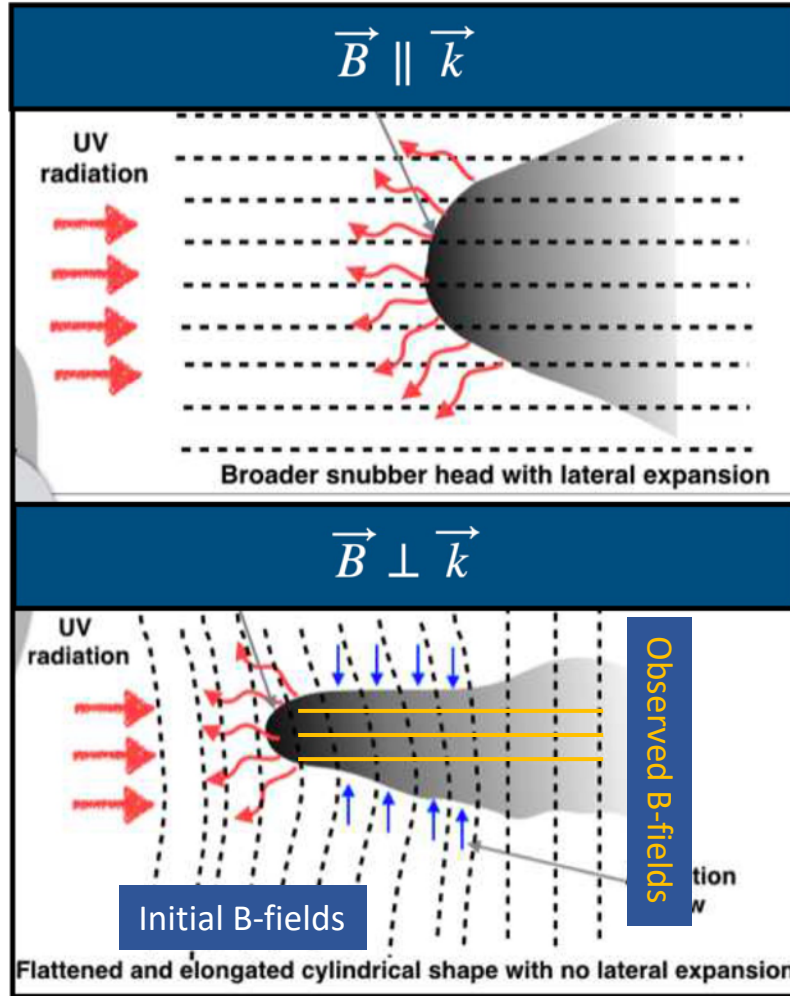 B ∥ k
UV
radiation
Broader snubber head with lateral expansion
B ⊥ k
UV
radiation
Observed B-fields
Initial B-fields
Flattened and elongated cylindrical shape with no lateral expansion